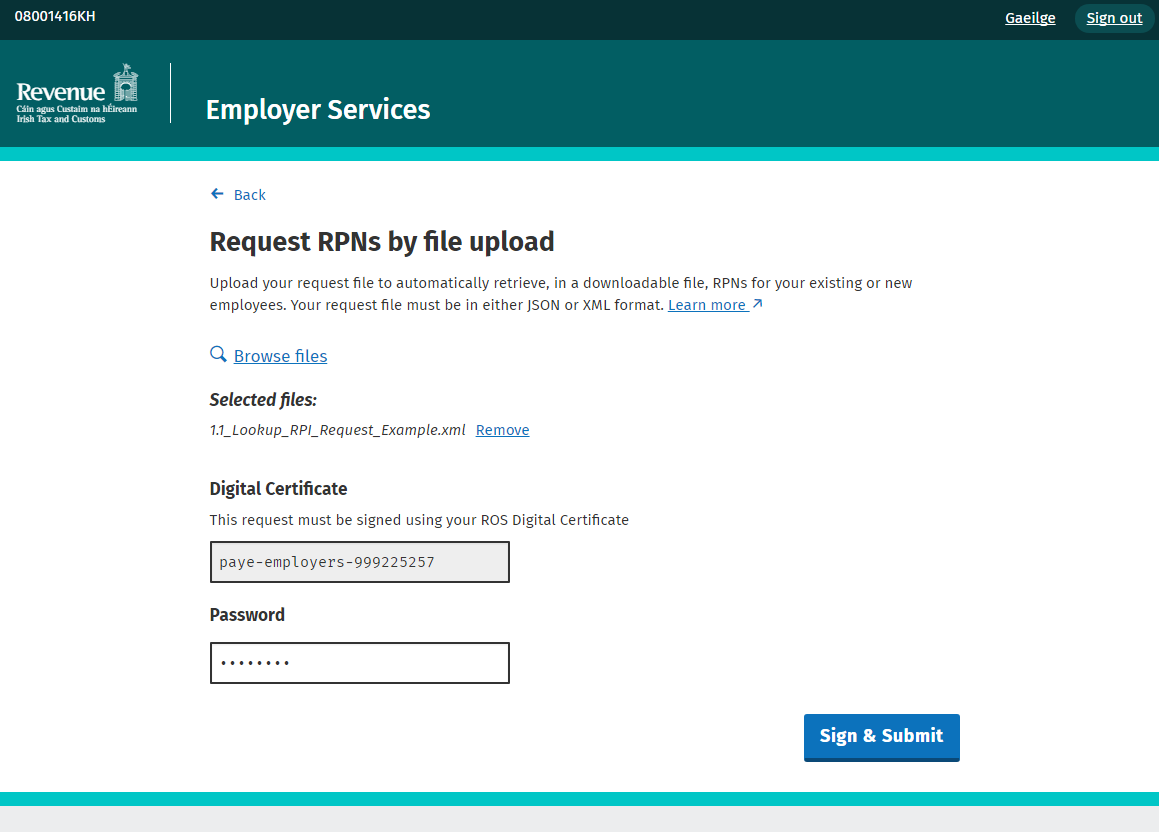 08001416KH
Gaeilge
Sign out
Revenue
Cáin agus Custaim na hÉireann
Irish Tax and Customs
Employer Services
Back
Request RPNs by file upload
Upload your request file to automatically retrieve, in a downloadable file, RPNs for your existing or new
employees. Your request file must be in either JSON or XML format. Learn more
Browse files
Selected files:
1.1_Lookup_RPI_Request_Example.xml Remove
Digital Certificate
This request must be signed using your ROS Digital Certificate
paye-employers-999225257
Password
••••••••
Sign & Submit